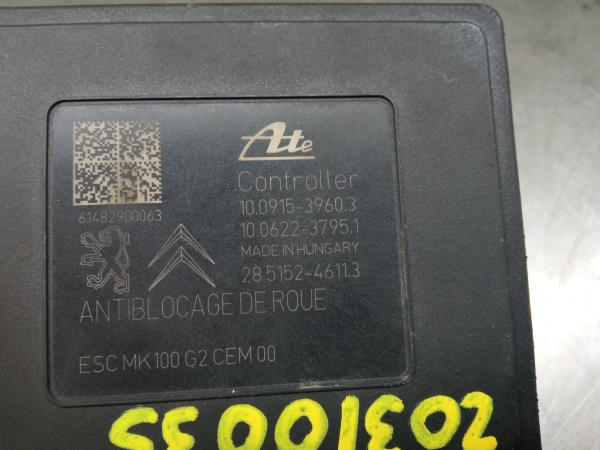 Ate
Controller
10.0915-3960.3
10.0622-3795.1
MADE IN HUNGARY
28.5152-4611.3
61482900063
ANTIBLOCAGE DE ROUE
ESC MK100 G2 CEM 00
20310035